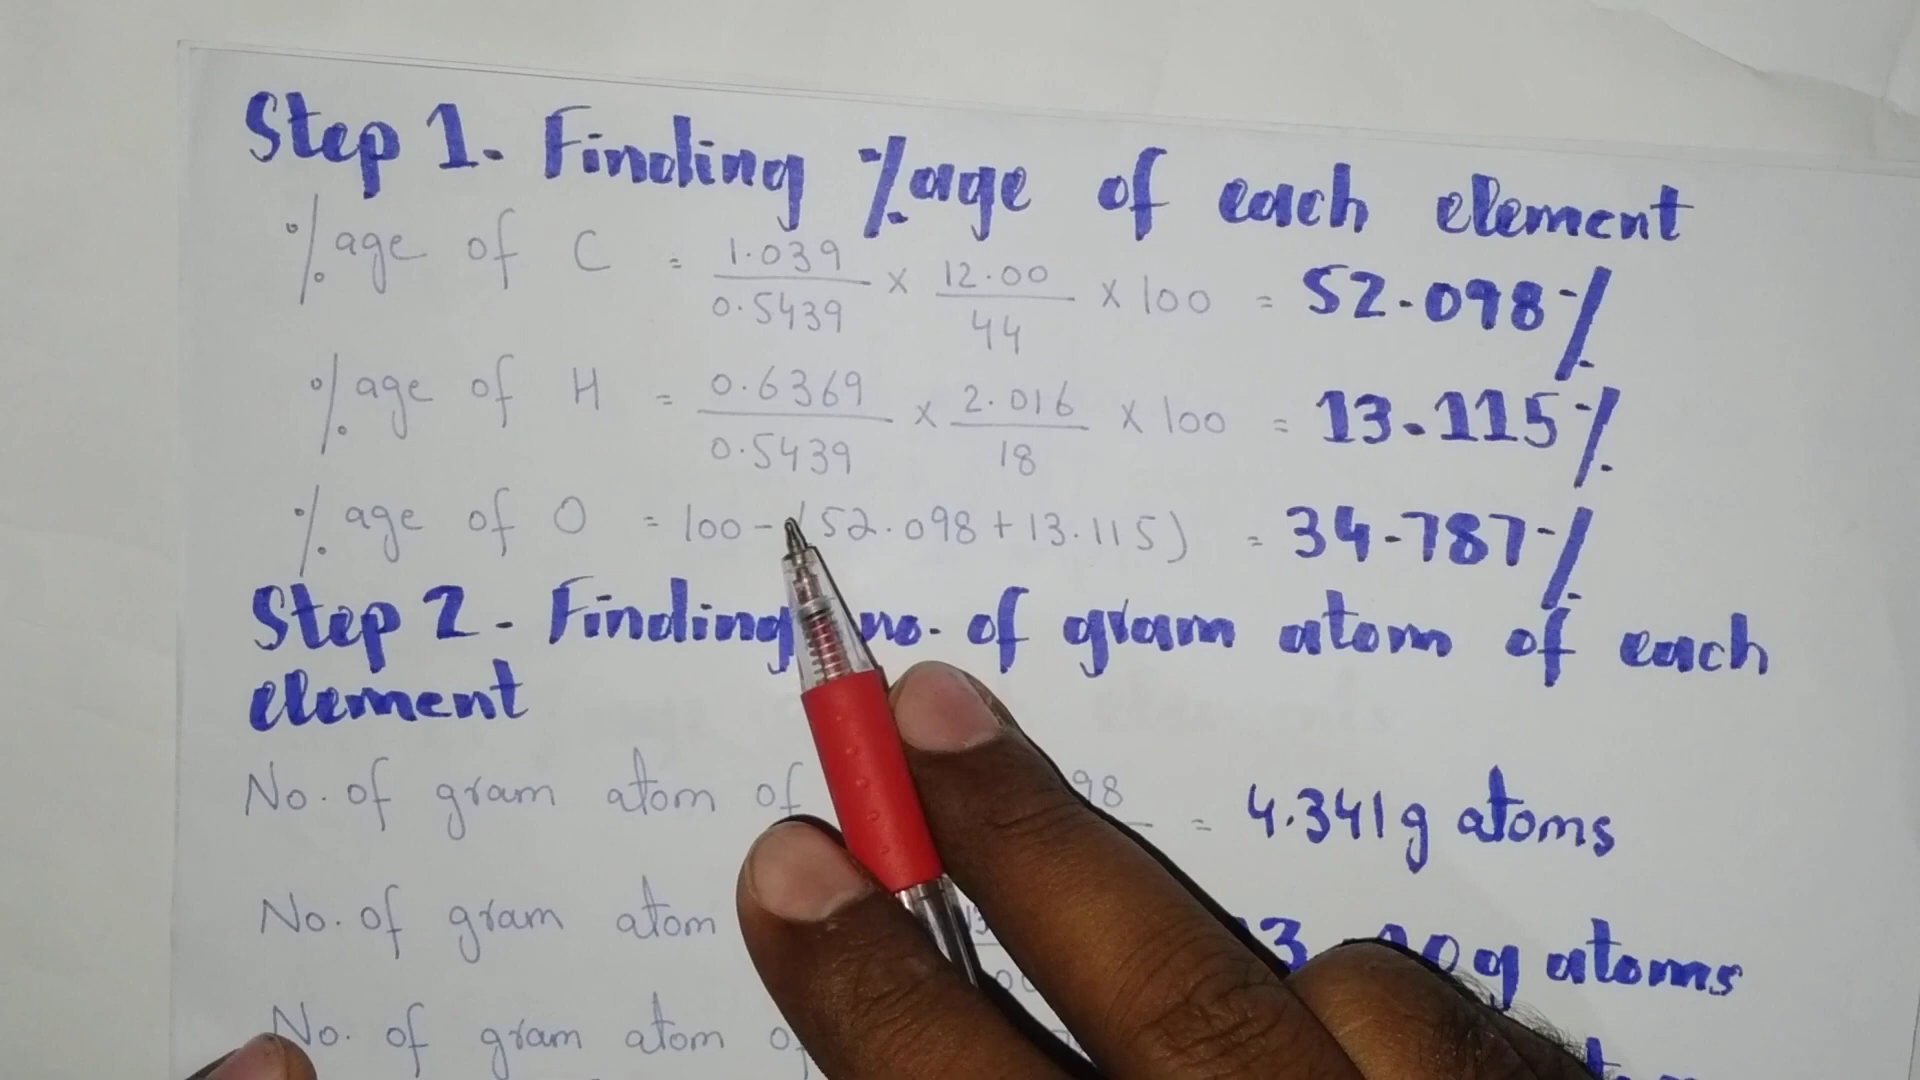 Step 1. Finding %age of each element
%age of C = 1.039/0.5439 × 12.00/44 × 100 = 52.098%
%age of H = 0.6369/0.5439 × 2.016/18 × 100 = 13.115%
%age of O = 100 - (52.098 + 13.115) = 34.787%
Step 2. Finding no. of gram atom of each
element
No. of gram atom of 98 = 4.341 g atoms
No. of gram atom g atoms
No. of gram atom